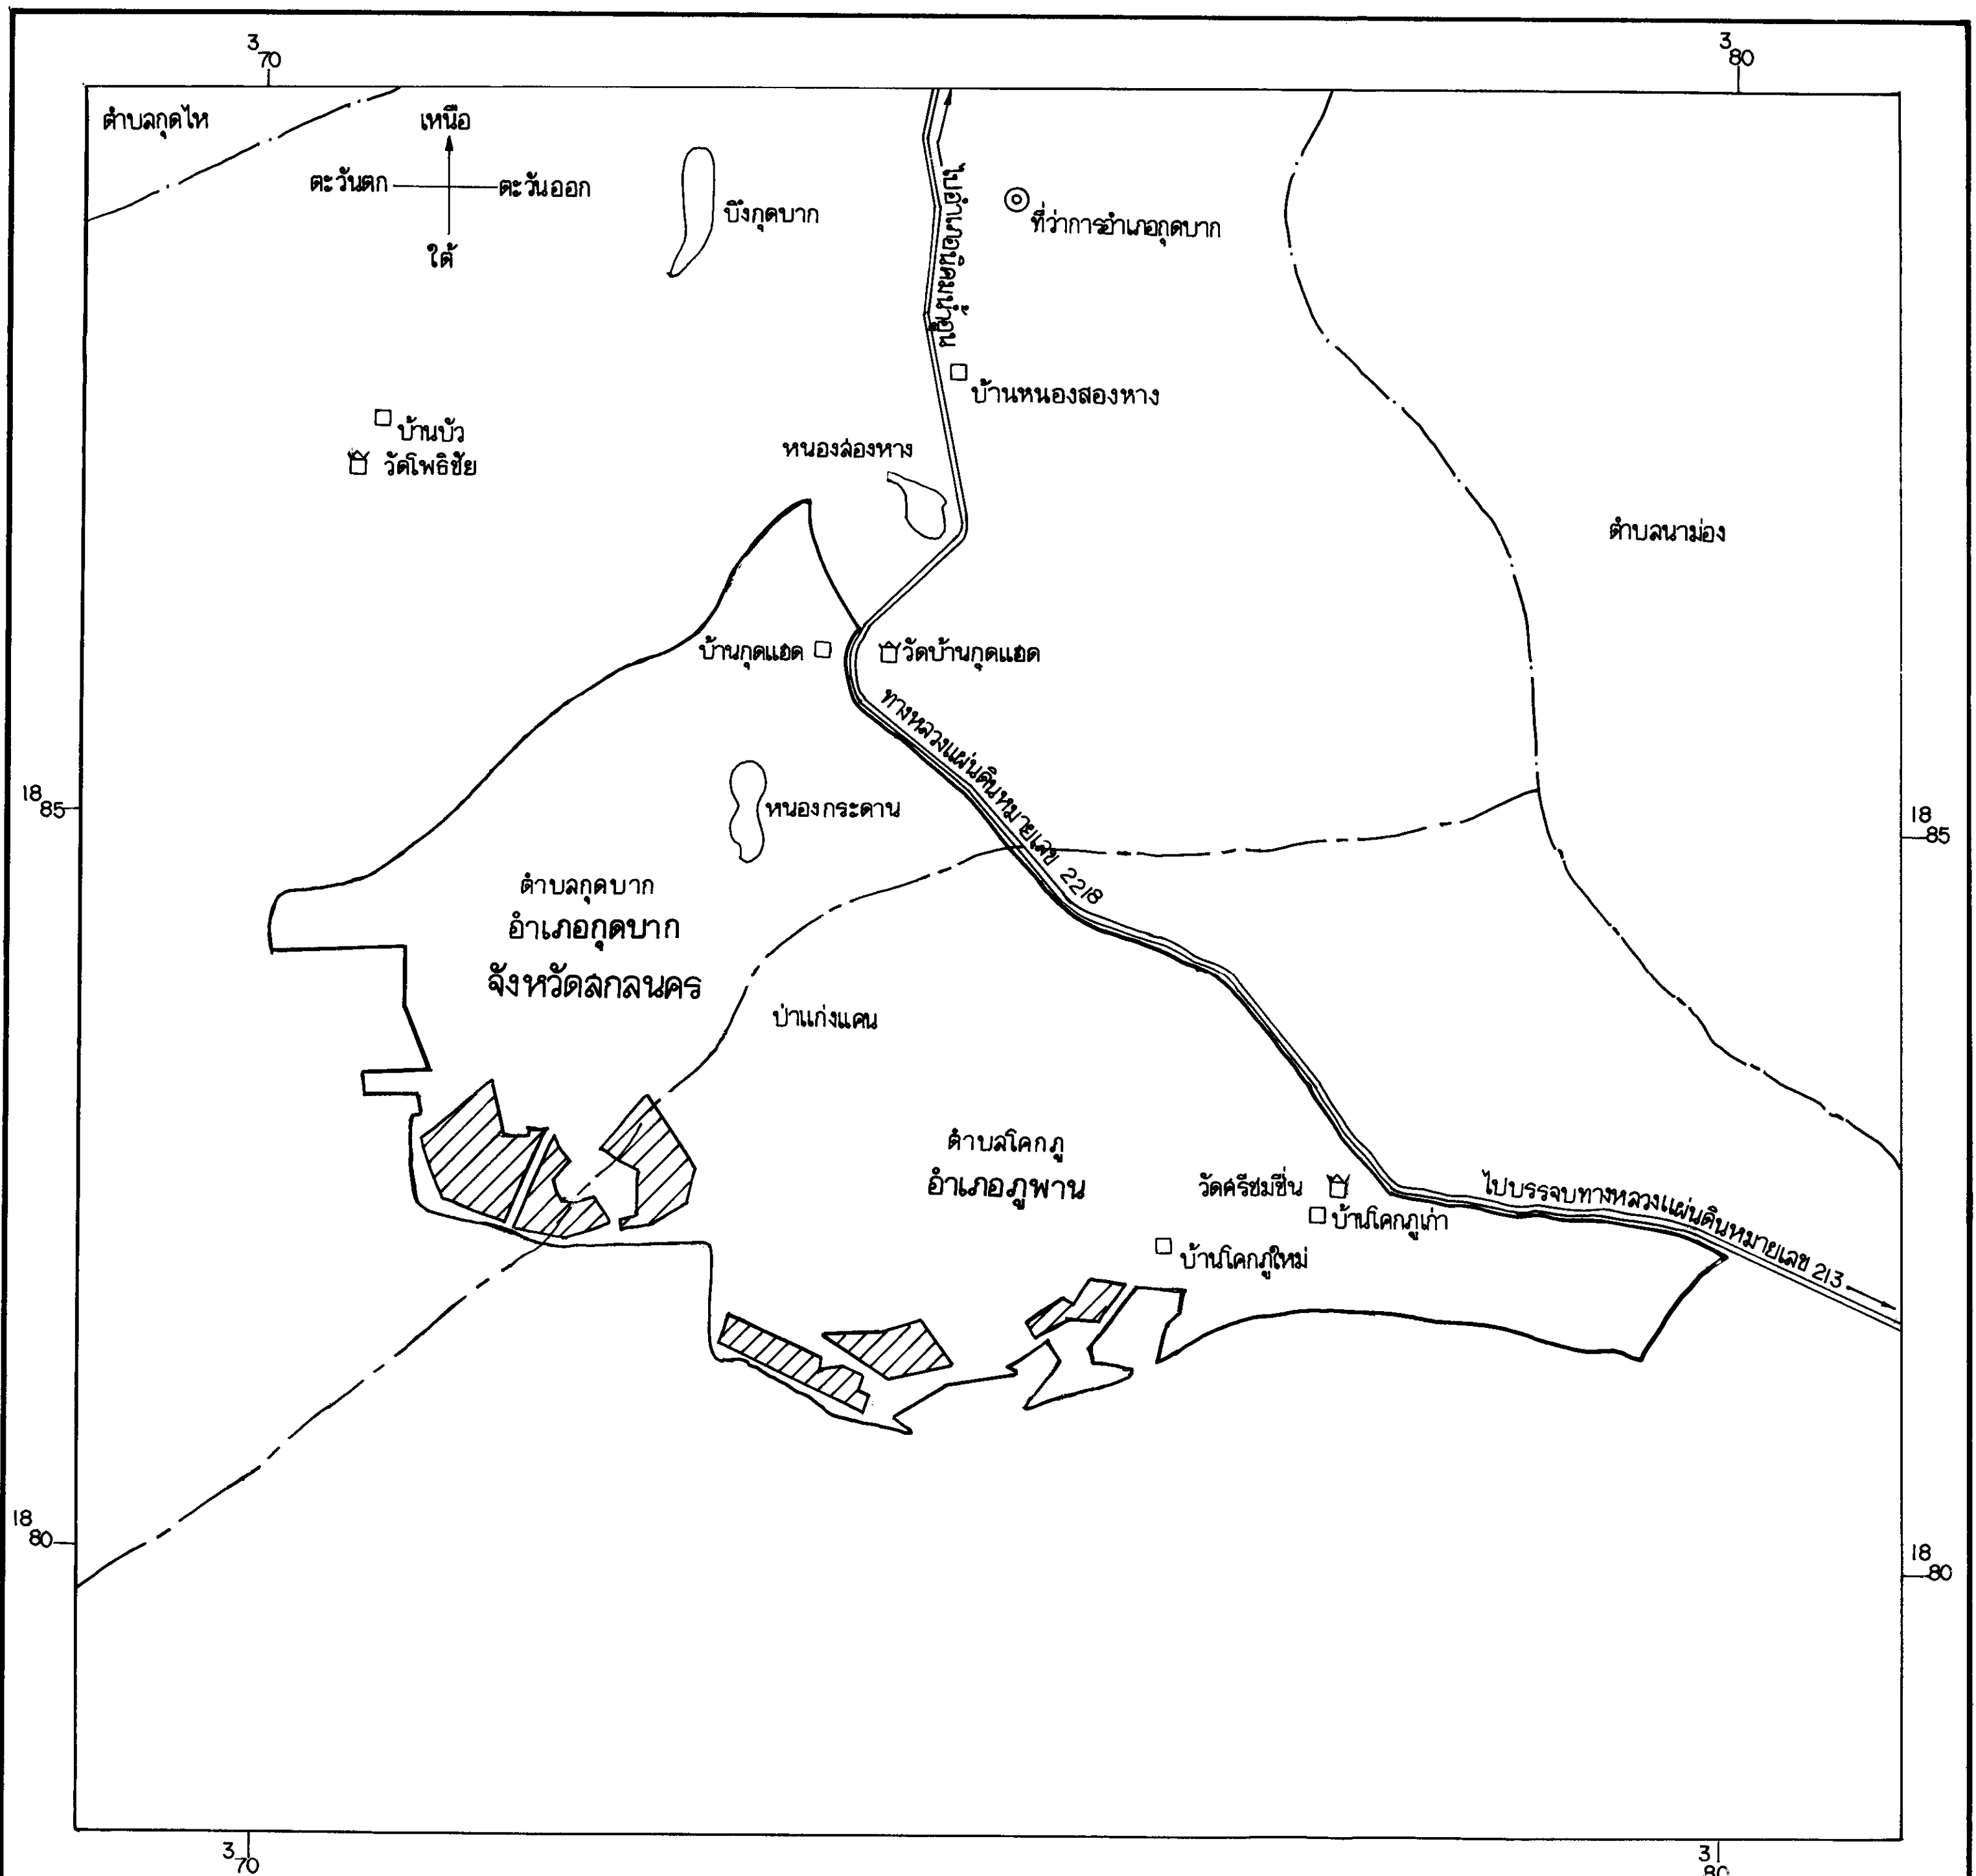 3
70
3
80
ตำบลกุดไห
เหนือ
ตะวันตก
ตะวันออก
ใต้
บึงกุดบาก
ไปอำเภอนิคมน้ำอูน
ที่ว่าการอำเภอกุดบาก
บ้านหนองสองหาง
บ้านบัว
วัดโพธิชัย
หนองสองหาง
ตำบลนาม่อง
บ้านกุดแฮด
วัดบ้านกุดแฮด
ทางหลวงแผ่นดินหมายเลข 2218
18
85
หนองกระดาน
18
85
ตำบลกุดบาก
อำเภอกุดบาก
จังหวัดสกลนคร
ป่าแก่งแคน
ตำบลโคกภู
อำเภอภูพาน
วัดศรีชมชื่น
บ้านโคกภูเก่า
บ้านโคกภูใหม่
ไปบรรจบทางหลวงแผ่นดินหมายเลข 213
18
80
18
80
3
70
3
80